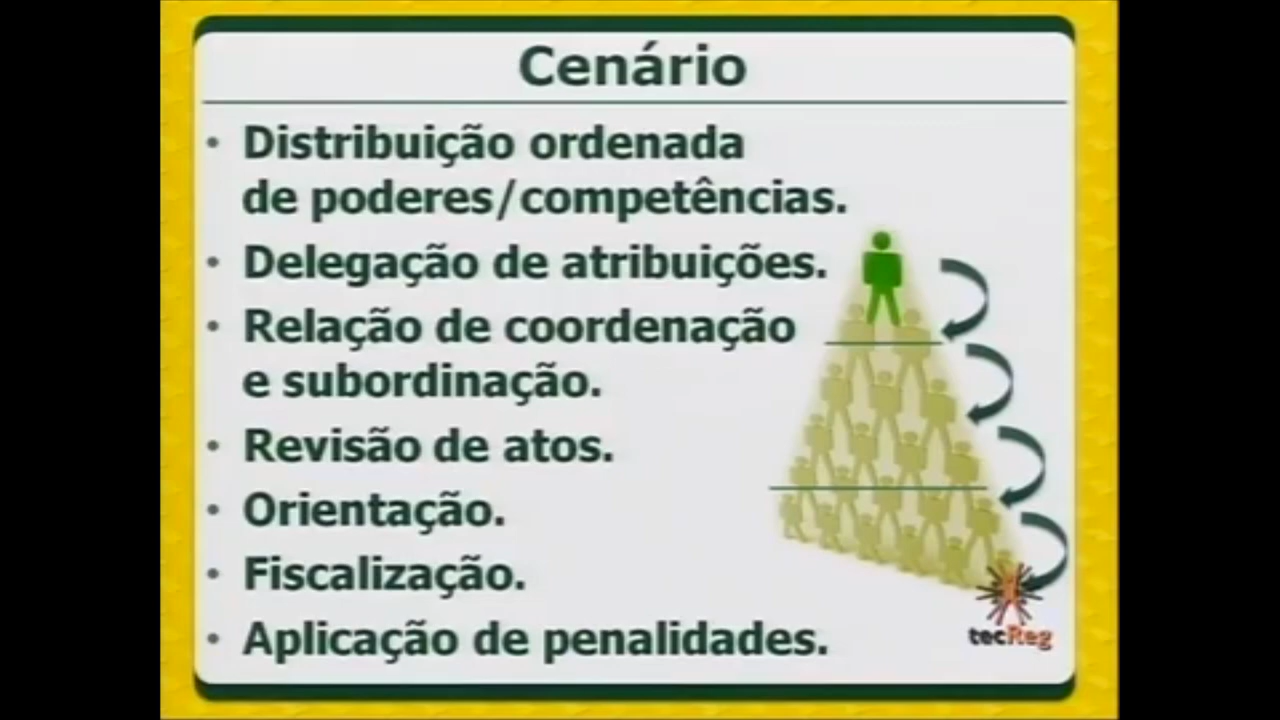 Cenário
• Distribuição ordenada
de poderes/competências.
• Delegação de atribuições.
• Relação de coordenação
e subordinação.
• Revisão de atos.
• Orientação.
• Fiscalização.
• Aplicação de penalidades.
tecReg